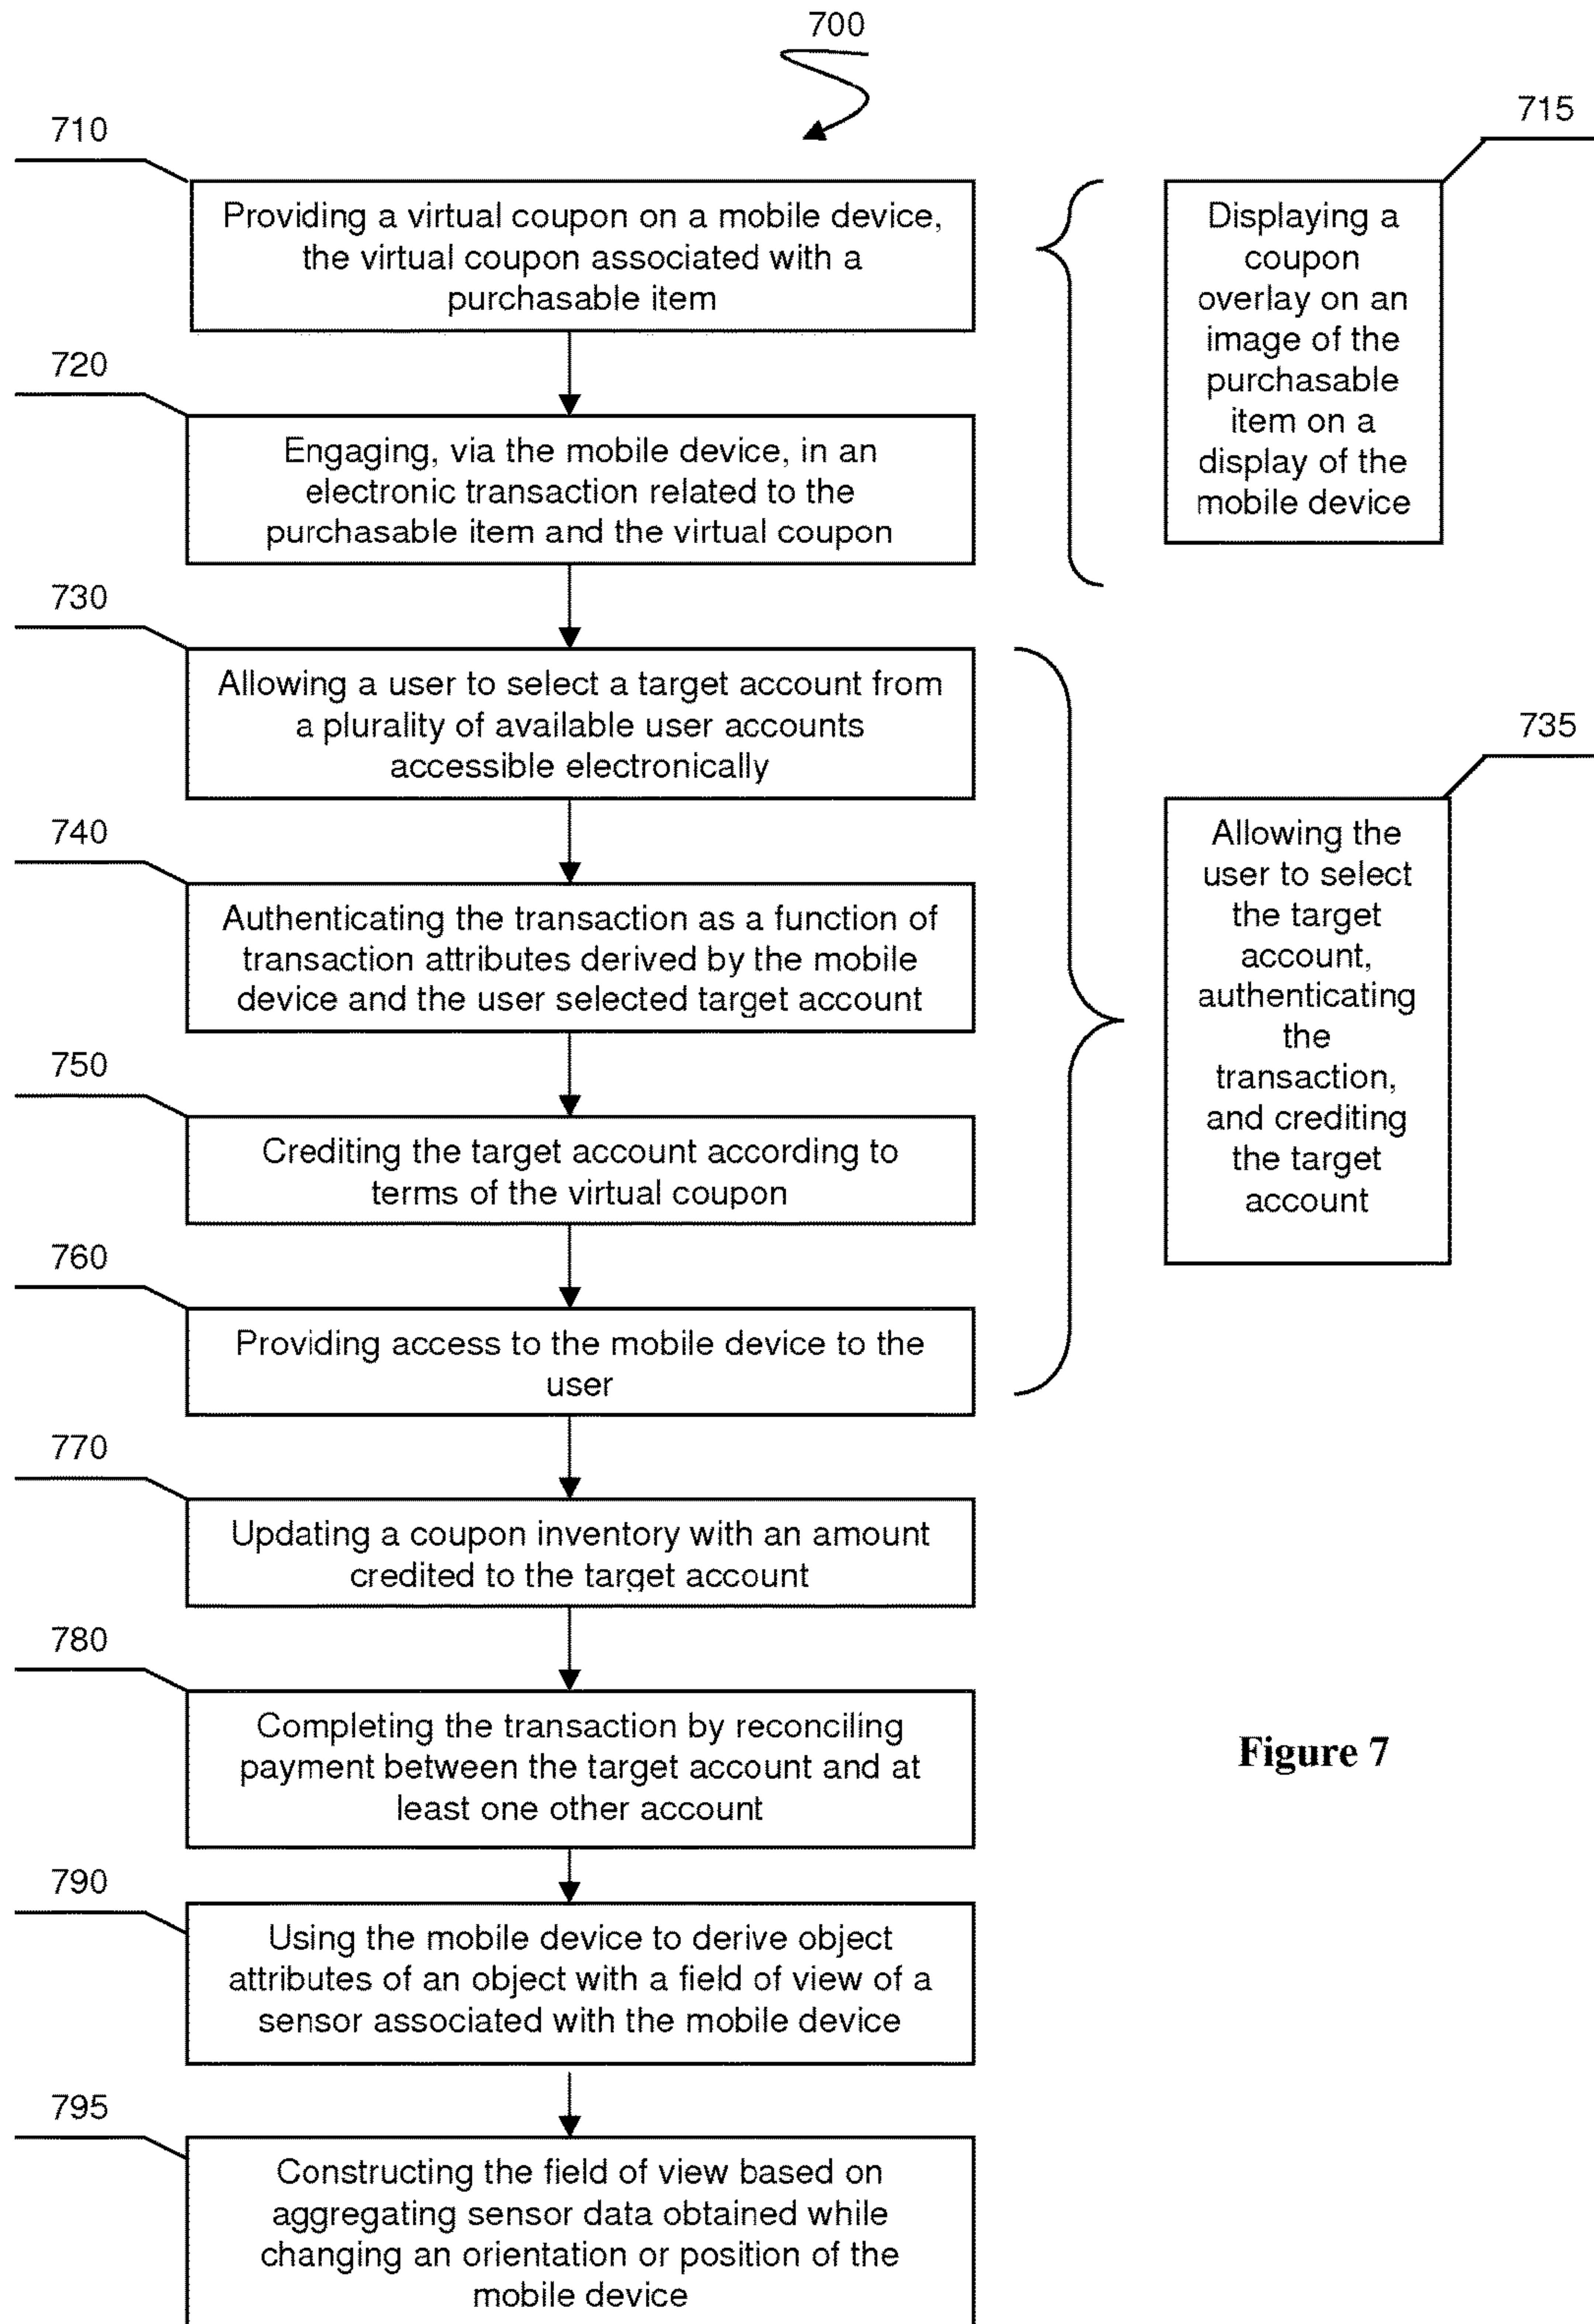 700
710
Providing a virtual coupon on a mobile device,
the virtual coupon associated with a
purchasable item
715
Displaying a
coupon
overlay on an
image of the
purchasable
item on a
display of the
mobile device
720
Engaging, via the mobile device, in an
electronic transaction related to the
purchasable item and the virtual coupon
730
Allowing a user to select a target account from
a plurality of available user accounts
accessible electronically
735
Allowing the
user to select
the target
account,
authenticating
the
transaction,
and crediting
the target
account
740
Authenticating the transaction as a function of
transaction attributes derived by the mobile
device and the user selected target account
750
Crediting the target account according to
terms of the virtual coupon
760
Providing access to the mobile device to the
user
770
Updating a coupon inventory with an amount
credited to the target account
780
Completing the transaction by reconciling
payment between the target account and at
least one other account
Figure 7
790
Using the mobile device to derive object
attributes of an object with a field of view of a
sensor associated with the mobile device
795
Constructing the field of view based on
aggregating sensor data obtained while
changing an orientation or position of the
mobile device